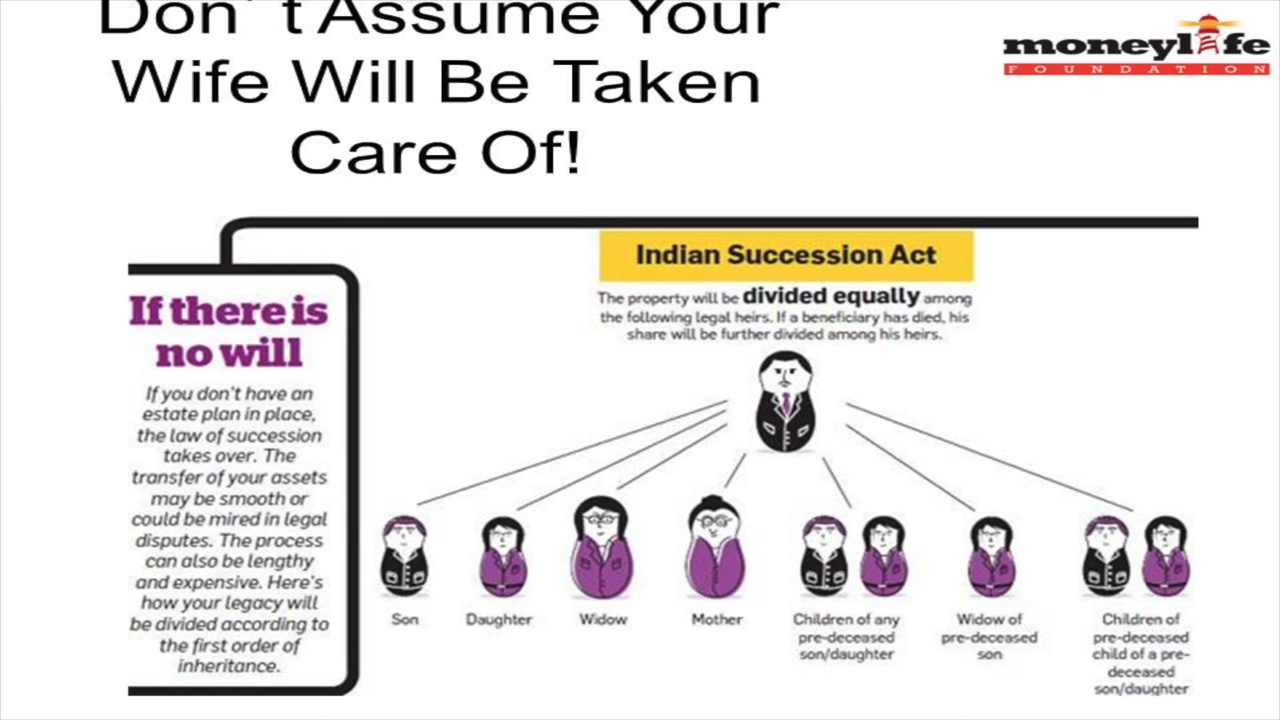 Don' t Assume Your
Wife Will Be Taken
Care Of!
moneylife
FOUNDATION
If there is
no will
If you don't have an
estate plan in place,
the law of succession
takes over. The
transfer of your assets
may be smooth or
could be mired in legal
disputes. The process
can also be lengthy
and expensive. Here's
how your legacy will
be divided according to
the first order of
inheritance.
Indian Succession Act
The property will be divided equally among
the following legal heirs. If a beneficiary has died, his
share will be further divided among his heirs.
Son
Daughter
Widow
Mother
Children of any
pre-deceased
son/daughter
Widow of
pre-deceased
son
Children of
pre-deceased
child of a pre-
deceased
son/daughter